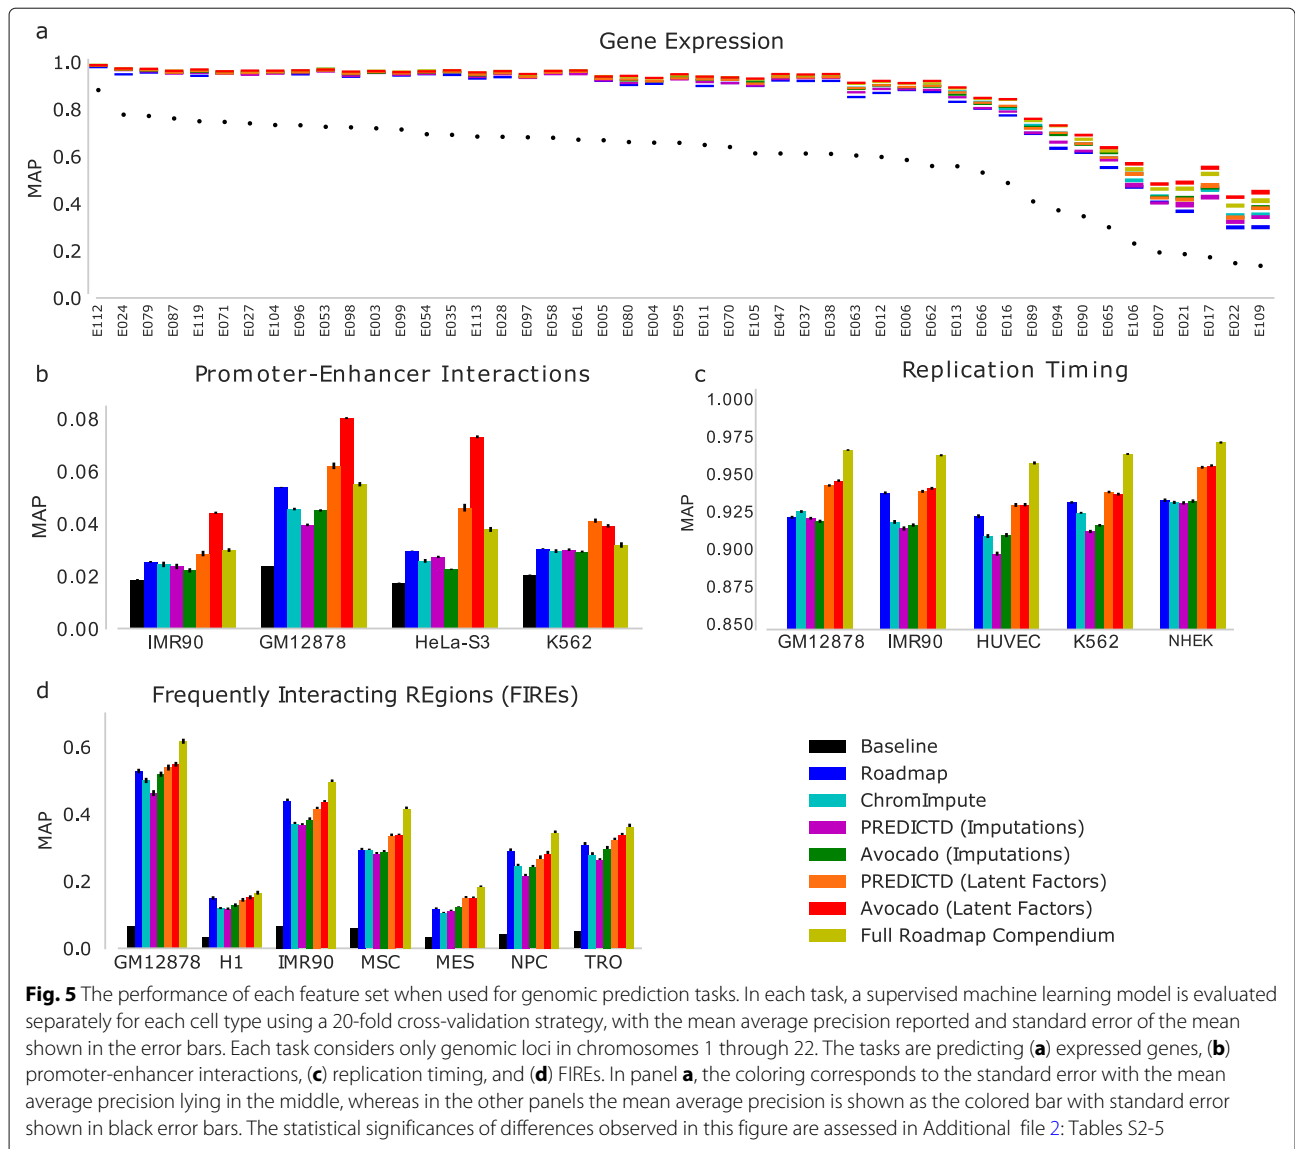 a
Gene Expression
1.0
0.8
0.6
0.4
0.2
0.0
MAP
E112
E024
E079
E087
E119
E071
E027
E104
E096
E053
E098
E003
E099
E054
E035
E113
E028
E097
E058
E061
E005
E080
E004
E095
E011
E070
E105
E047
E037
E038
E063
E012
E006
E062
E013
E066
E016
E089
E094
E090
E065
E106
E007
E021
E017
E022
E109
b
Promoter-Enhancer Interactions
0.08
0.06
0.04
0.02
0.00
MAP
IMR90
GM12878
HeLa-S3
K562
c
Replication Timing
1.000
0.975
0.950
0.925
0.900
0.875
0.850
MAP
GM12878
IMR90
HUVEC
K562
NHEK
d
Frequently Interacting REgions (FIREs)
0.6
0.4
0.2
0.0
MAP
GM12878
H1
IMR90
MSC
MES
NPC
TRO
Baseline
Roadmap
ChromImpute
PREDICTD (Imputations)
Avocado (Imputations)
PREDICTD (Latent Factors)
Avocado (Latent Factors)
Full Roadmap Compendium
Fig. 5 The performance of each feature set when used for genomic prediction tasks. In each task, a supervised machine learning model is evaluated
separately for each cell type using a 20-fold cross-validation strategy, with the mean average precision reported and standard error of the mean
shown in the error bars. Each task considers only genomic loci in chromosomes 1 through 22. The tasks are predicting (a) expressed genes, (b)
promoter-enhancer interactions, (c) replication timing, and (d) FIREs. In panel a, the coloring corresponds to the standard error with the mean
average precision lying in the middle, whereas in the other panels the mean average precision is shown as the colored bar with standard error
shown in black error bars. The statistical significances of differences observed in this figure are assessed in Additional file 2: Tables S2-5